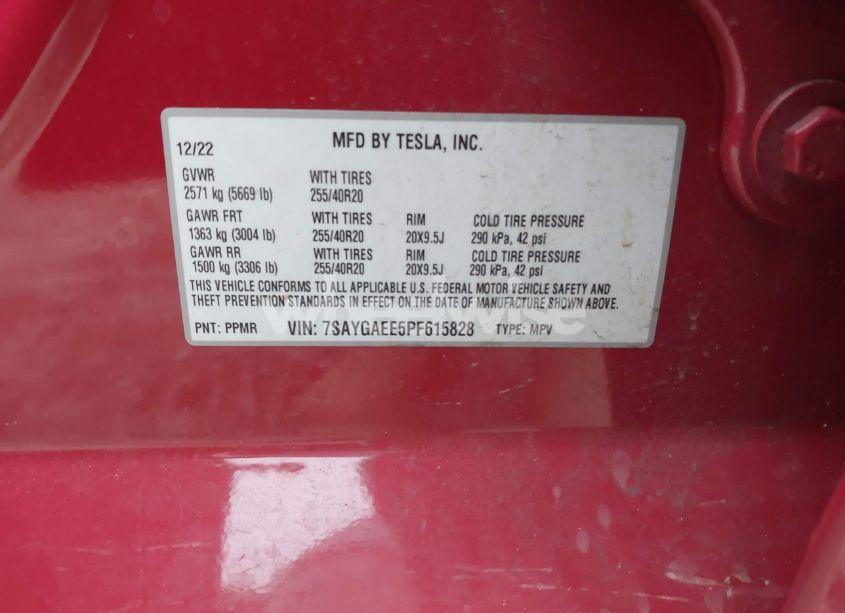 MFD BY TESLA, INC.
12/22
GVWR WITH TIRES
2571 kg (5669 lb) 255/40R20
GAWR FRT WITH TIRES RIM COLD TIRE PRESSURE
1363 kg (3004 lb) 255/40R20 20X9.5J 290 kPa, 42 psi
GAWR RR WITH TIRES RIM COLD TIRE PRESSURE
1500 kg (3306 lb) 255/40R20 20X9.5J 290 kPa, 42 psi
THIS VEHICLE CONFORMS TO ALL APPLICABLE U.S. FEDERAL MOTOR VEHICLE SAFETY AND
THEFT PREVENTION STANDARDS IN EFFECT ON THE DATE OF MANUFACTURE SHOWN ABOVE.
PNT: PPMR VIN: 7SAYGAEE5PF615828 TYPE: MPV